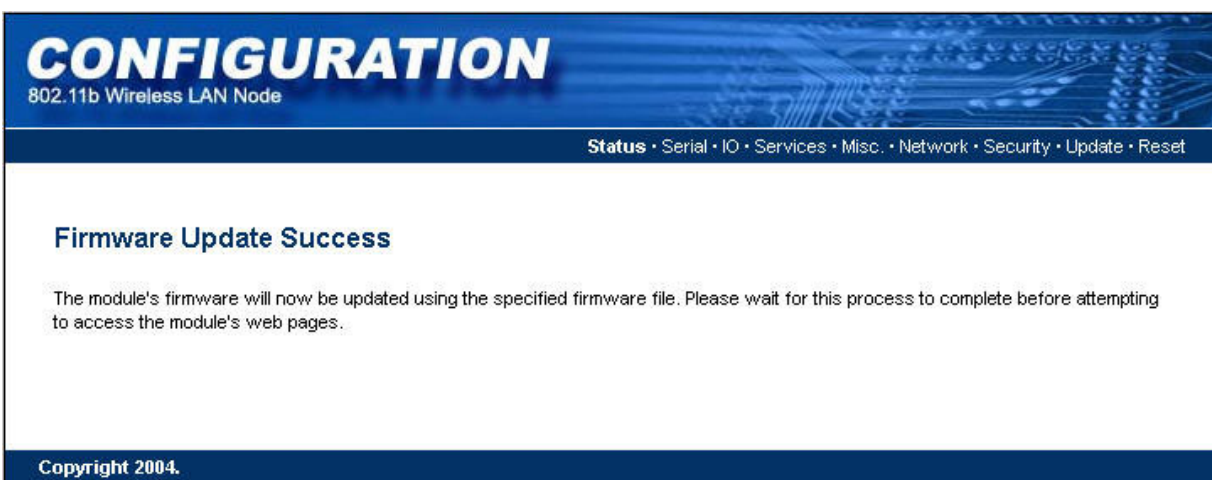 CONFIGURATION
802.11b Wireless LAN Node
Status · Serial · IO · Services · Misc. · Network · Security · Update · Reset
Firmware Update Success
The module's firmware will now be updated using the specified firmware file. Please wait for this process to complete before attempting
to access the module's web pages.
Copyright 2004.